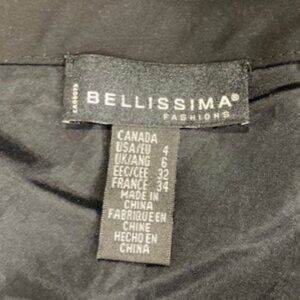 BELLISSIMA®
FASHIONS
CANADA
USA/EU 4
UK/ANG 6
EEC/CEE 32
FRANCE 34
MADE IN
CHINA
FABRIQUE EN
CHINE
HECHO EN
CHINA